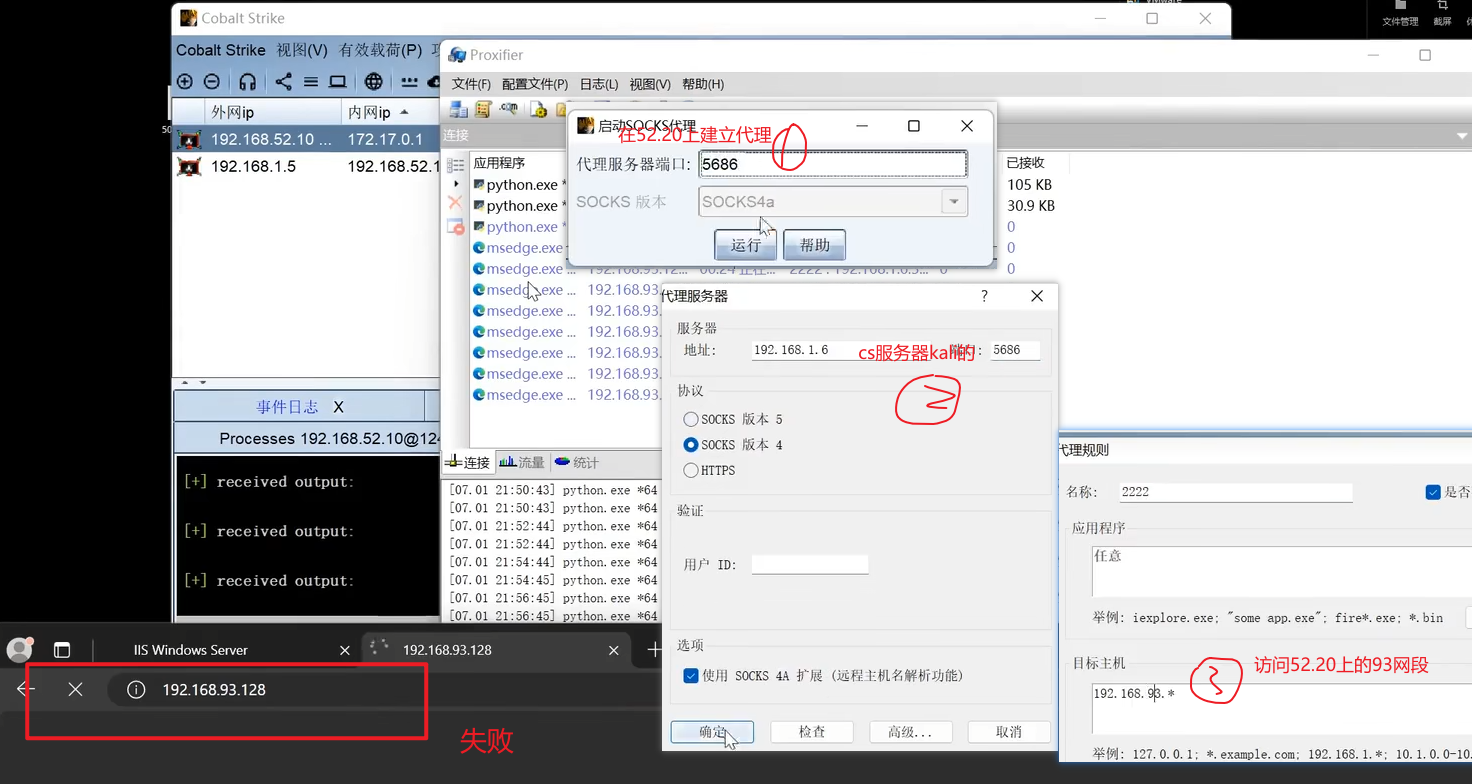 Cobalt Strike
文件管理
截屏
Cobalt Strike 视图(V) 有效载荷(P)
Proxifier
文件(F) 配置文件(P) 日志(L) 视图(V) 帮助(H)
外网ip
内网ip
192.168.52.10 ...
172.17.0.1
192.168.1.5
192.168.52.1
50
连接
启动SOCKS代理
在52.20上建立代理
1
代理服务器端口:
5686
SOCKS 版本
SOCKS4a
运行
帮助
应用程序
已接收
python.exe *
105 KB
python.exe *
30.9 KB
python.exe *
0
msedge.exe
0
msedge.exe ...
192.168.93.12...
0
msedge.exe ...
192.168.93.
msedge.exe ...
192.168.93.
msedge.exe ...
192.168.93.
msedge.exe ...
192.168.93.
msedge.exe ...
192.168.93.
msedge.exe ...
192.168.93.
连接
流量
统计
事件日志 X
Processes 192.168.52.10@124
[+] received output:
[+] received output:
[+] received output:
[07.01 21:50:43] python.exe *64
[07.01 21:50:43] python.exe *64
[07.01 21:52:44] python.exe *64
[07.01 21:52:44] python.exe *64
[07.01 21:54:44] python.exe *64
[07.01 21:54:45] python.exe *64
[07.01 21:56:45] python.exe *64
[07.01 21:56:45] python.exe *64
代理服务器
?
服务器
地址:
192.168.1.6
cs服务器kali的
5686
2
协议
SOCKS 版本 5
SOCKS 版本 4
HTTPS
验证
用户 ID:
选项
使用 SOCKS 4A 扩展 (远程主机名解析功能)
确定
检查
高级...
取消
代理规则
名称:
2222
是否
应用程序
任意
举例: iexplore.exe; "some app.exe"; fire*.exe; *.bin
目标主机
3
访问52.20上的93网段
192.168.93.*
举例: 127.0.0.1; *.example.com; 192.168.1.*; 10.1.0.0-10.
IIS Windows Server
192.168.93.128
192.168.93.128
失败